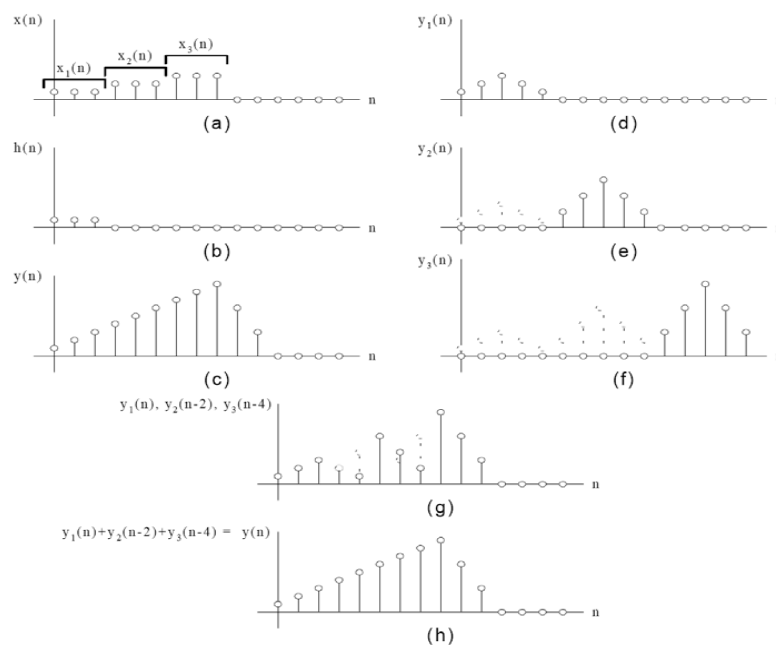 x(n)
x₁(n)
x₂(n)
x₃(n)
n
(a)
h(n)
n
(b)
y(n)
n
(c)
y₁(n)
(d)
y₂(n)
(e)
y₃(n)
(f)
y₁(n), y₂(n-2), y₃(n-4)
n
(g)
y₁(n)+y₂(n-2)+y₃(n-4) = y(n)
n
(h)